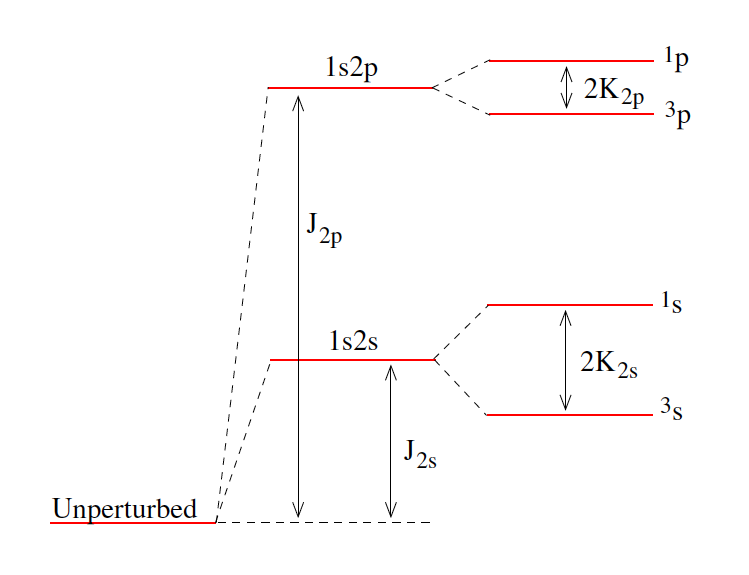 1s2p
¹p
2K₂p
³p
J₂p
1s2s
¹s
2K₂s
³s
J₂s
Unperturbed